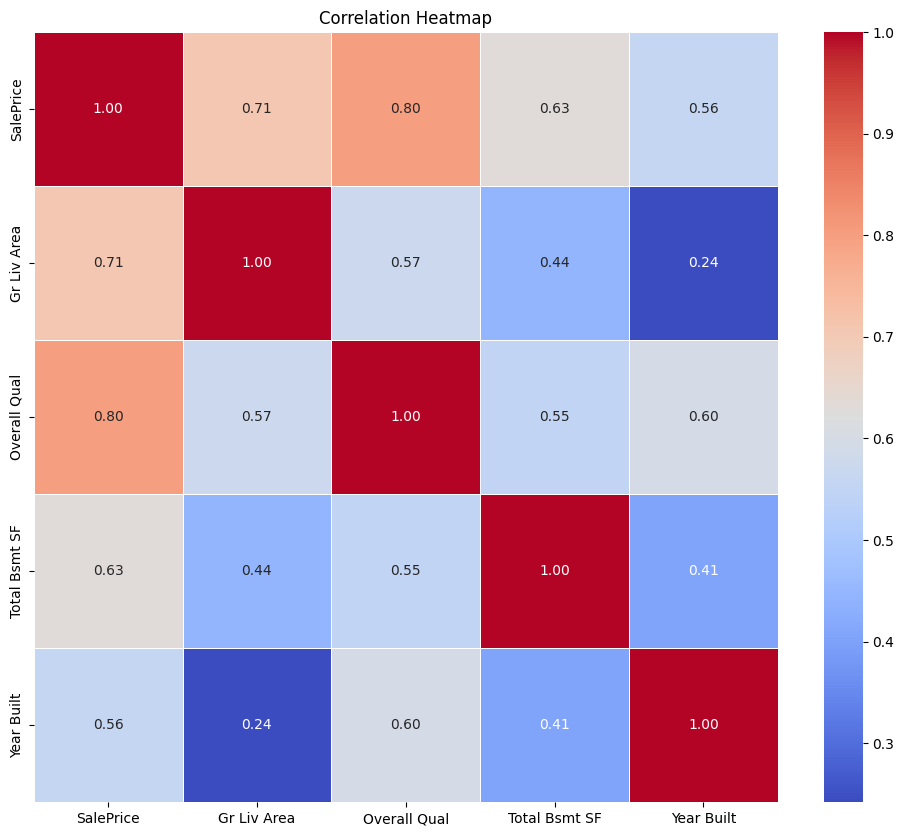 Correlation Heatmap
SalePrice 1.00 0.71 0.80 0.63 0.56
Gr Liv Area 0.71 1.00 0.57 0.44 0.24
Overall Qual 0.80 0.57 1.00 0.55 0.60
Total Bsmt SF 0.63 0.44 0.55 1.00 0.41
Year Built 0.56 0.24 0.60 0.41 1.00
SalePrice Gr Liv Area Overall Qual Total Bsmt SF Year Built
1.0
0.9
0.8
0.7
0.6
0.5
0.4
0.3